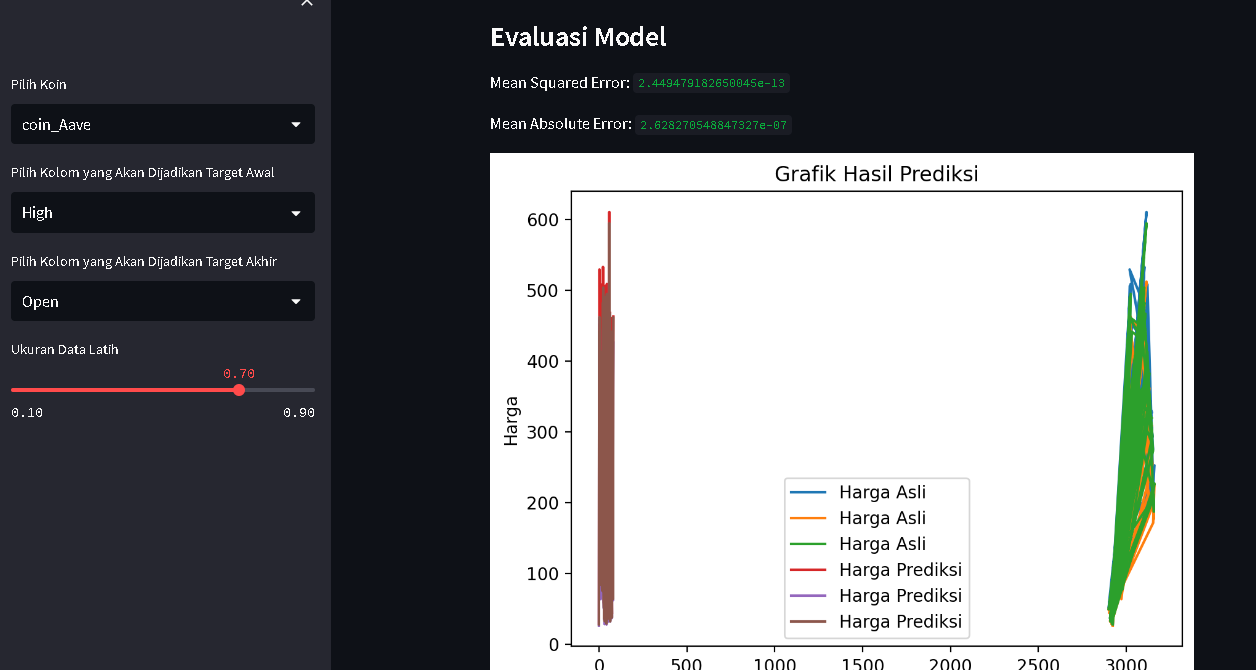 Pilih Koin
coin_Aave
Pilih Kolom yang Akan Dijadikan Target Awal
High
Pilih Kolom yang Akan Dijadikan Target Akhir
Open
Ukuran Data Latih
0.70
0.10 0.90
Evaluasi Model
Mean Squared Error: 2.449479182650045e-13
Mean Absolute Error: 2.628270548847327e-07
Grafik Hasil Prediksi
600
500
400
300
200
100
0
Harga
Harga Asli
Harga Asli
Harga Asli
Harga Prediksi
Harga Prediksi
Harga Prediksi
0 500 1000 1500 2000 2500 3000